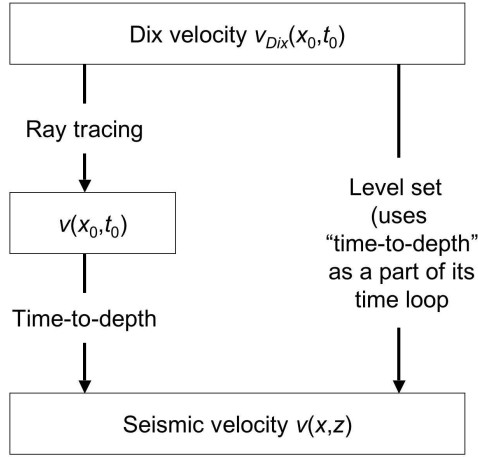 Dix velocity v_Dix(x₀,t₀)
Ray tracing
v(x₀,t₀)
Time-to-depth
Level set
(uses
“time-to-depth”
as a part of its
time loop
Seismic velocity v(x,z)